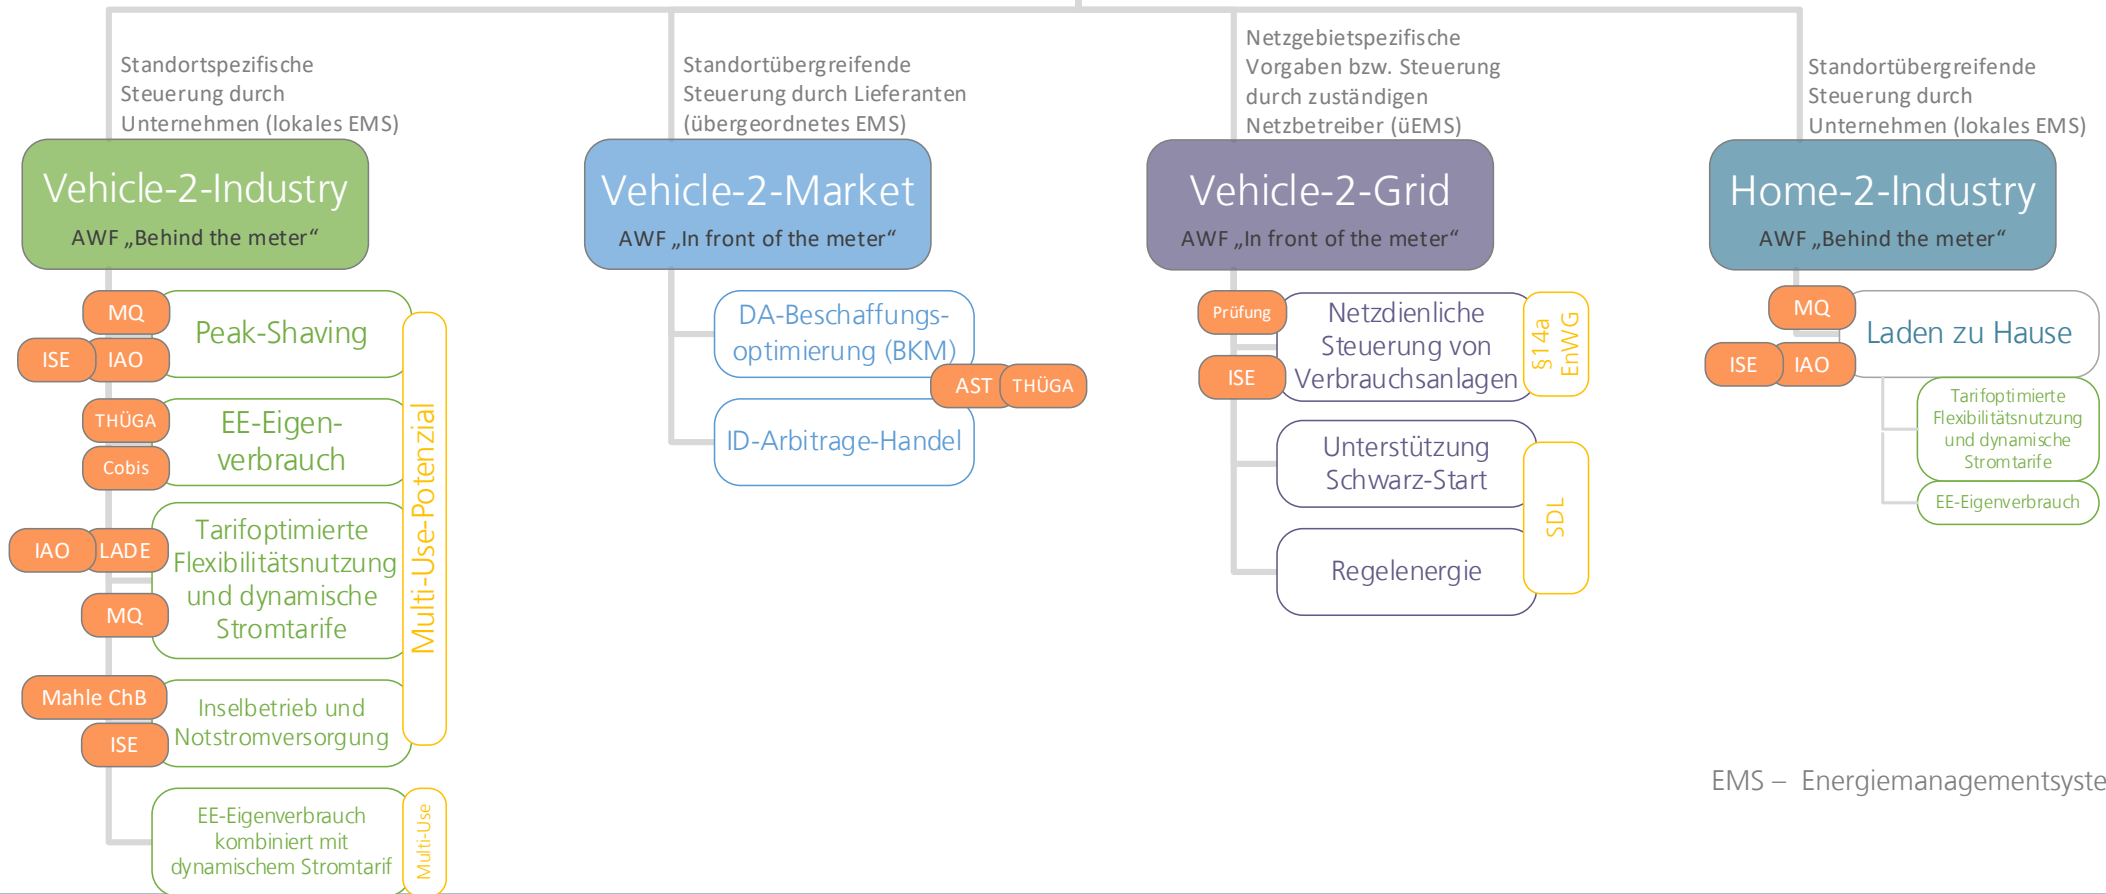 Standortspezifische
Steuerung durch
Unternehmen (lokales EMS)
Vehicle-2-Industry
AWF „Behind the meter“
MQ
ISE
IAO
Peak-Shaving
THÜGA
Cobis
EE-Eigen-
verbrauch
IAO
LADE
MQ
Tarifoptimierte
Flexibilitätsnutzung
und dynamische
Stromtarife
Mahle ChB
ISE
Inselbetrieb und
Notstromversorgung
Multi-Use-Potenzial
EE-Eigenverbrauch
kombiniert mit
dynamischem Stromtarif
Multi-Use
Standortübergreifende
Steuerung durch Lieferanten
(übergeordnetes EMS)
Vehicle-2-Market
AWF „In front of the meter“
DA-Beschaffungs-
optimierung (BKM)
AST
THÜGA
ID-Arbitrage-Handel
Netzgebietspezifische
Vorgaben bzw. Steuerung
durch zuständigen
Netzbetreiber (üEMS)
Vehicle-2-Grid
AWF „In front of the meter“
Prüfung
ISE
Netzdienliche
Steuerung von
Verbrauchsanlagen
§14a
EnWG
Unterstützung
Schwarz-Start
Regelenergie
SDL
Standortübergreifende
Steuerung durch
Unternehmen (lokales EMS)
Home-2-Industry
AWF „Behind the meter“
MQ
ISE
IAO
Laden zu Hause
Tarifoptimierte
Flexibilitätsnutzung
und dynamische
Stromtarife
EE-Eigenverbrauch
EMS – Energiemanagementsyste